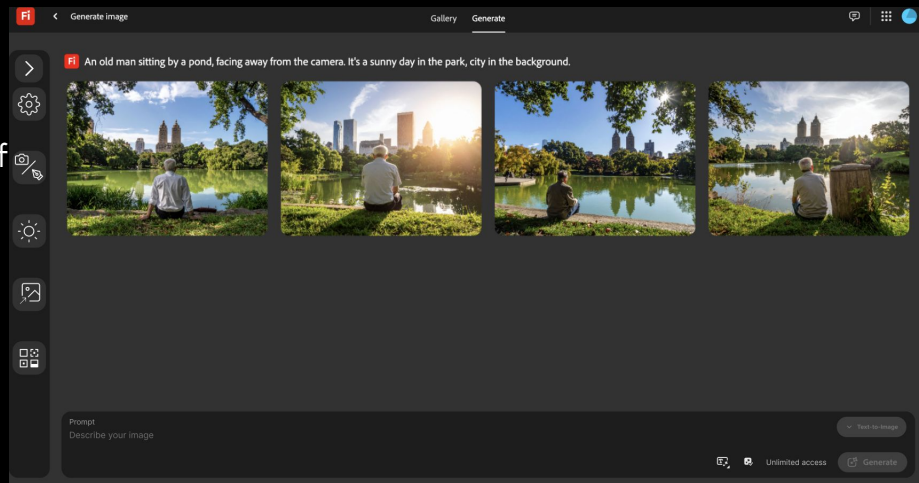 Fi
Generate image
Gallery
Generate
Fi
An old man sitting by a pond, facing away from the camera. It's a sunny day in the park, city in the background.
f
Prompt
Describe your image
Text-to-Image
Unlimited access
Generate